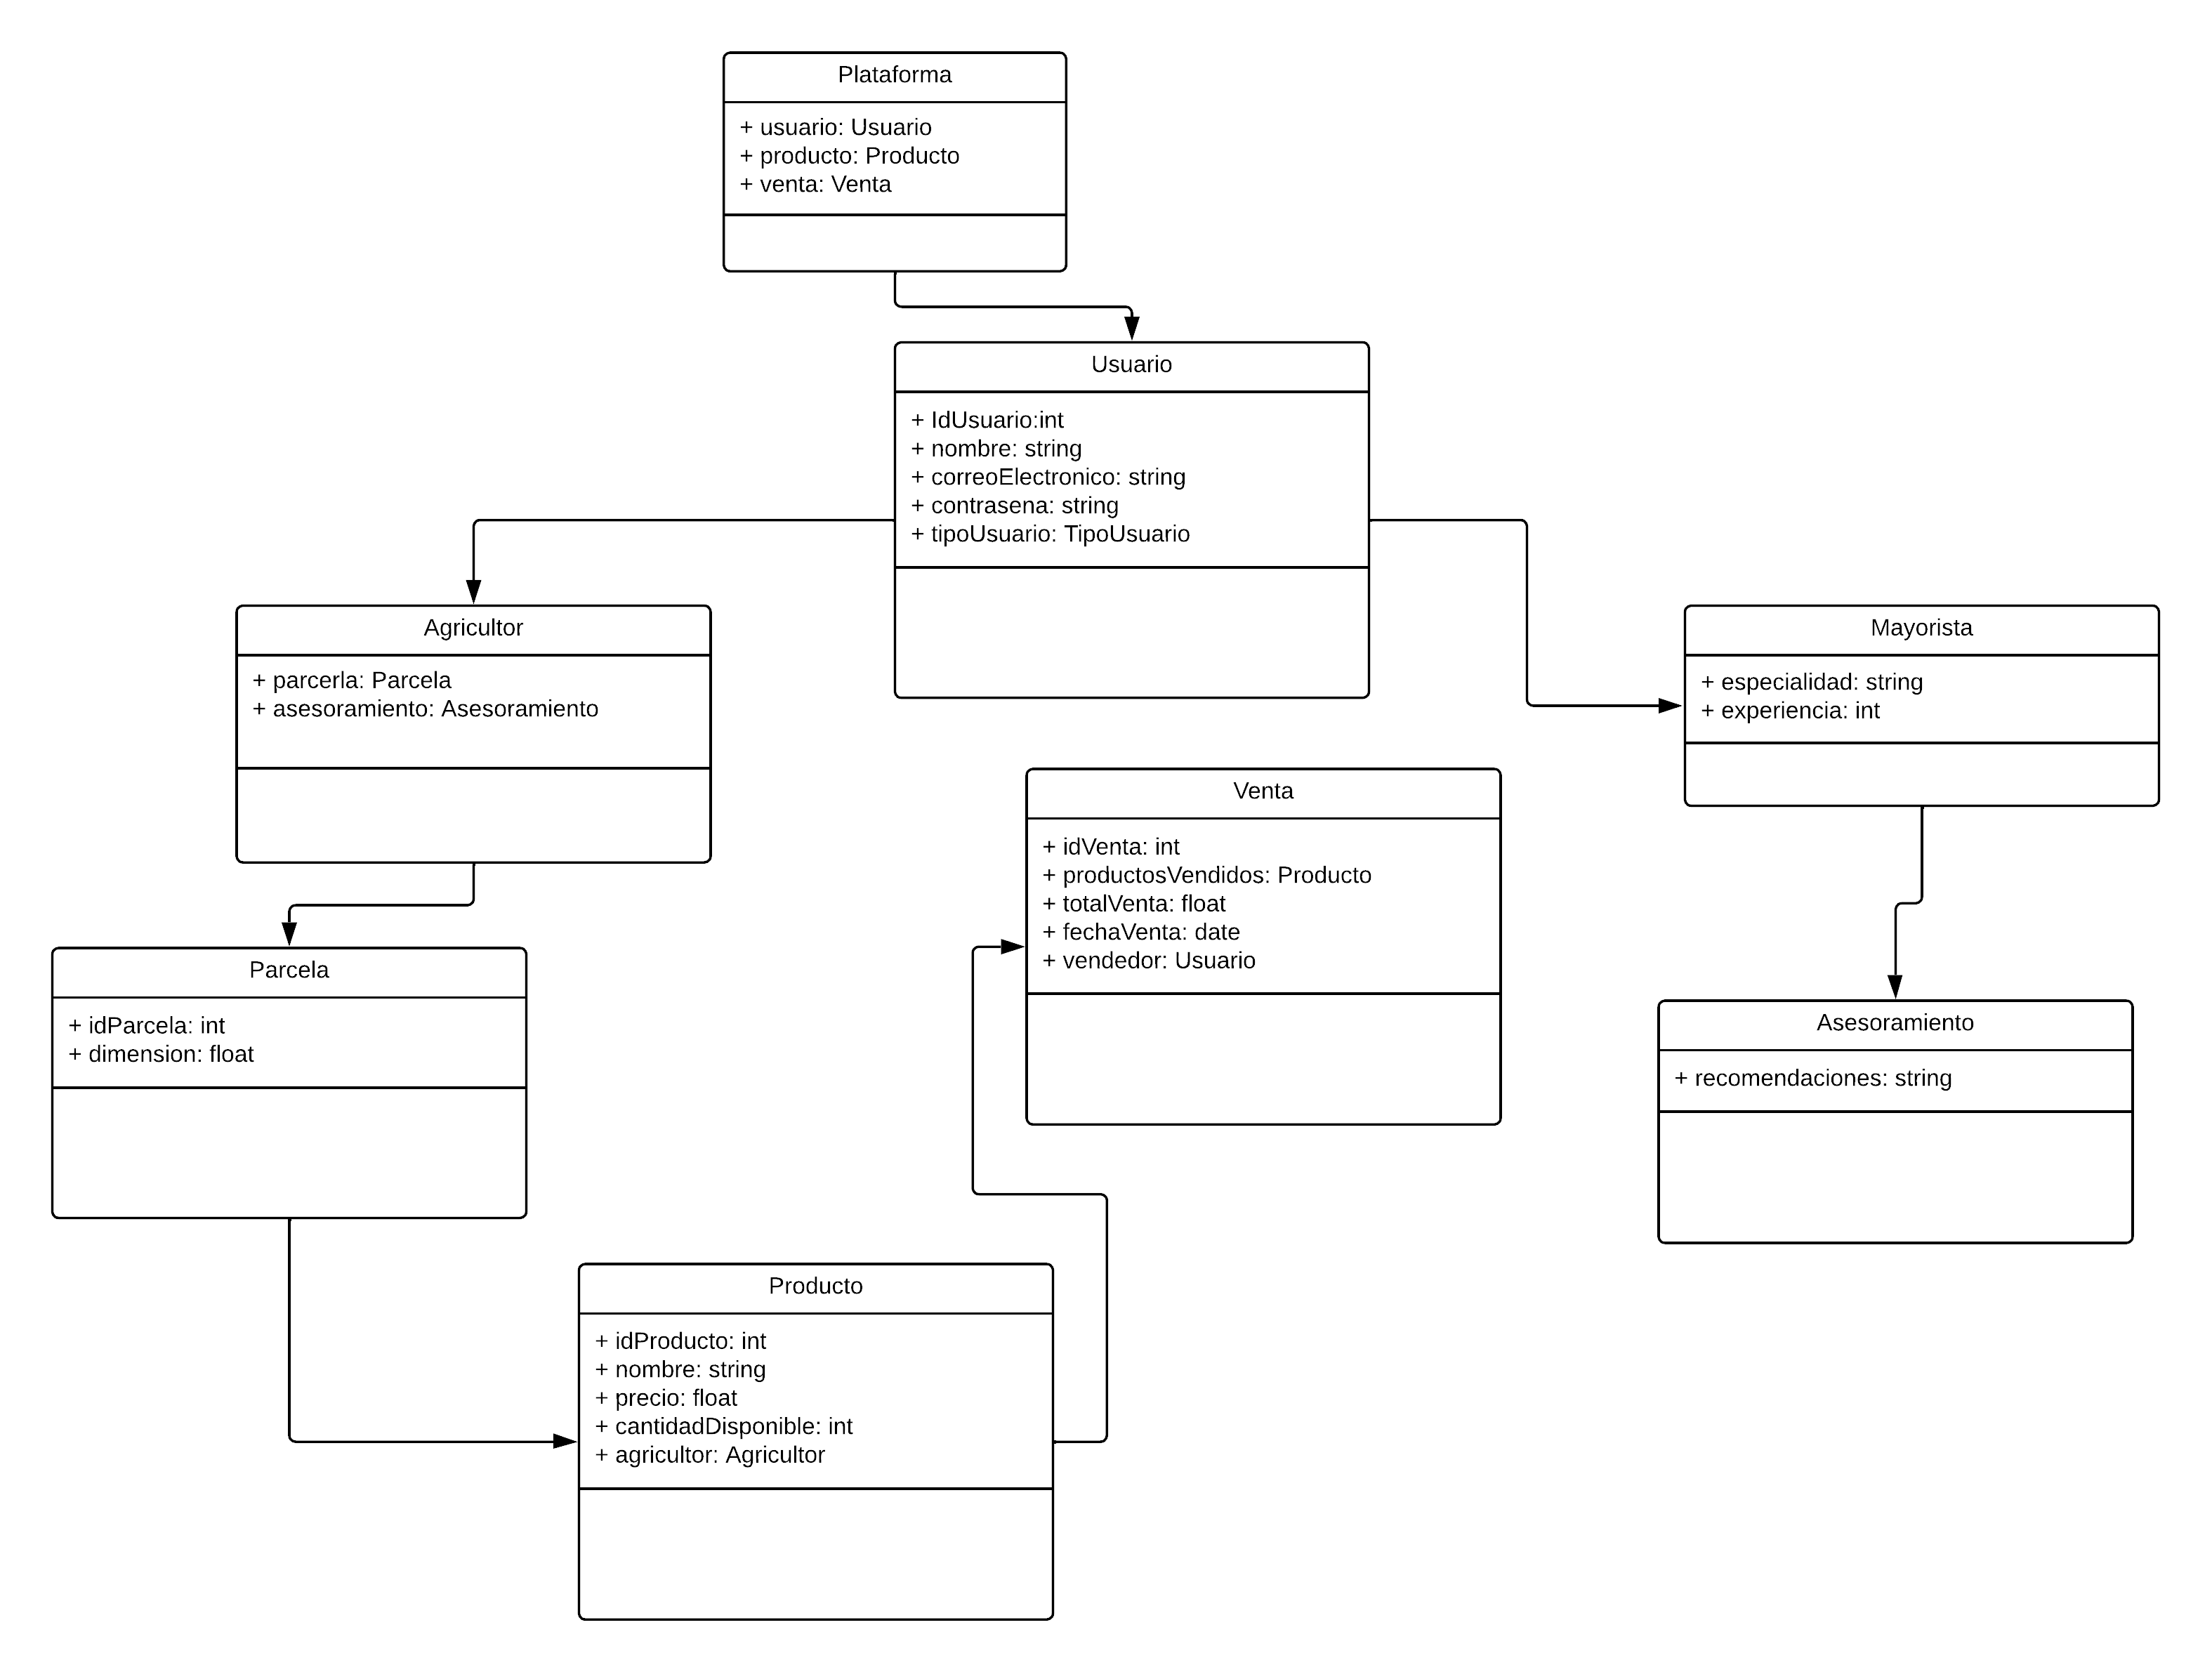 Plataforma
+ usuario: Usuario
+ producto: Producto
+ venta: Venta
Usuario
+ IdUsuario:int
+ nombre: string
+ correoElectronico: string
+ contrasena: string
+ tipoUsuario: TipoUsuario
Agricultor
+ parcerla: Parcela
+ asesoramiento: Asesoramiento
Mayorista
+ especialidad: string
+ experiencia: int
Venta
+ idVenta: int
+ productosVendidos: Producto
+ totalVenta: float
+ fechaVenta: date
+ vendedor: Usuario
Parcela
+ idParcela: int
+ dimension: float
Asesoramiento
+ recomendaciones: string
Producto
+ idProducto: int
+ nombre: string
+ precio: float
+ cantidadDisponible: int
+ agricultor: Agricultor